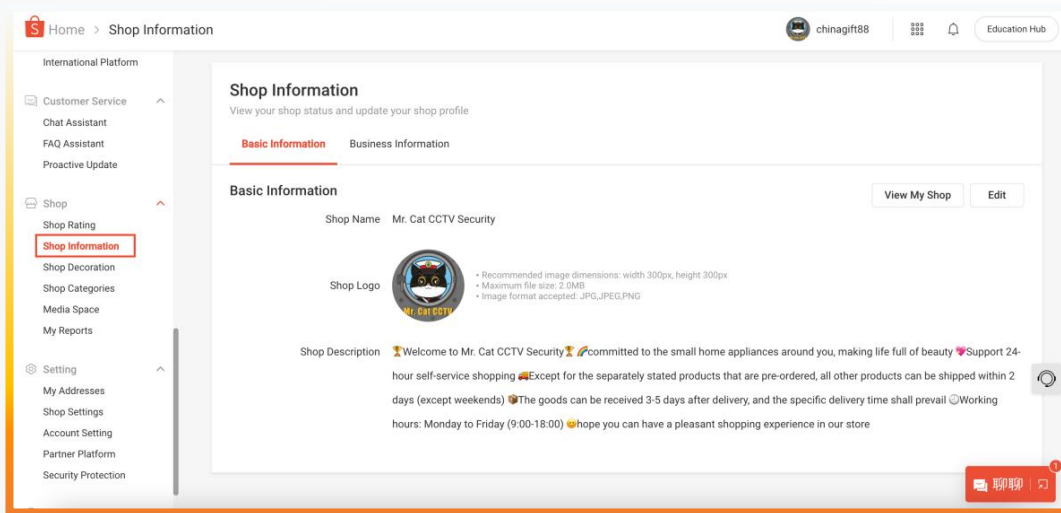 S Home > Shop Information
chinagift88
Education Hub
International Platform
Customer Service
Chat Assistant
FAQ Assistant
Proactive Update
Shop
Shop Rating
Shop Information
Shop Decoration
Shop Categories
Media Space
My Reports
Setting
My Addresses
Shop Settings
Account Setting
Partner Platform
Security Protection
Shop Information
View your shop status and update your shop profile
Basic Information Business Information
Basic Information
View My Shop Edit
Shop Name Mr. Cat CCTV Security
Shop Logo
Mr. Cat CCTV
• Recommended image dimensions: width 300px, height 300px
• Maximum file size: 2.0MB
• Image format accepted: JPG,JPEG,PNG
Shop Description 🏆Welcome to Mr. Cat CCTV Security🏆 🌈committed to the small home appliances around you, making life full of beauty 💝Support 24-
hour self-service shopping 🚚Except for the separately stated products that are pre-ordered, all other products can be shipped within 2
days (except weekends) 📦The goods can be received 3-5 days after delivery, and the specific delivery time shall prevail ⏲Working
hours: Monday to Friday (9:00-18:00) 😊hope you can have a pleasant shopping experience in our store
聊聊
1